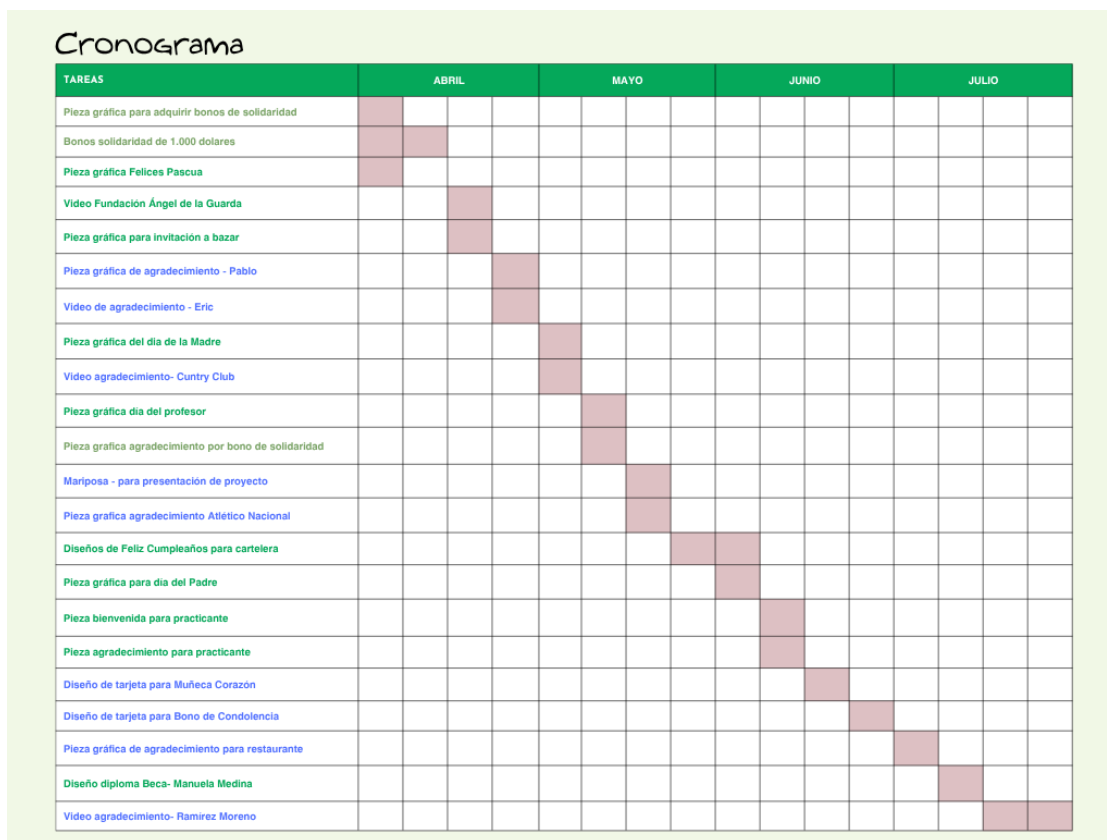 Cronograma
TAREAS ABRIL MAYO JUNIO JULIO
Pieza gráfica para adquirir bonos de solidaridad
Bonos solidaridad de 1.000 dolares
Pieza gráfica Felices Pascua
Video Fundación Ángel de la Guarda
Pieza gráfica para invitación a bazar
Pieza gráfica de agradecimiento - Pablo
Video de agradecimiento - Eric
Pieza gráfica del día de la Madre
Video agradecimiento- Cuntry Club
Pieza gráfica día del profesor
Pieza grafica agradecimiento por bono de solidaridad
Mariposa - para presentación de proyecto
Pieza grafica agradecimiento Atlético Nacional
Diseños de Feliz Cumpleaños para cartelera
Pieza gráfica para día del Padre
Pieza bienvenida para practicante
Pieza agradecimiento para practicante
Diseño de tarjeta para Muñeca Corazón
Diseño de tarjeta para Bono de Condolencia
Pieza gráfica de agradecimiento para restaurante
Diseño diploma Beca- Manuela Medina
Video agradecimiento- Ramírez Moreno